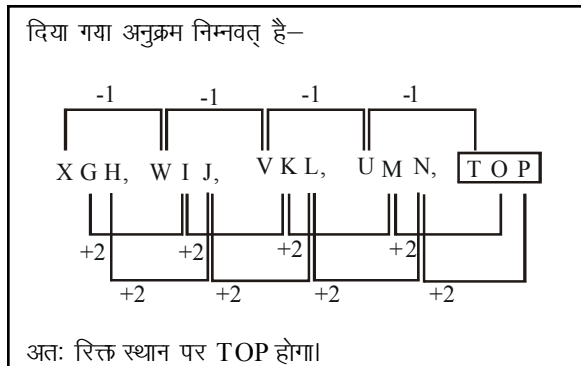 दिया गया अनुक्रम निम्नवत् है–
-1 -1 -1 -1
X G H, W I J, V K L, U M N, T O P
+2 +2 +2 +2
+2 +2 +2 +2
अतः रिक्त स्थान पर TOP होगा।